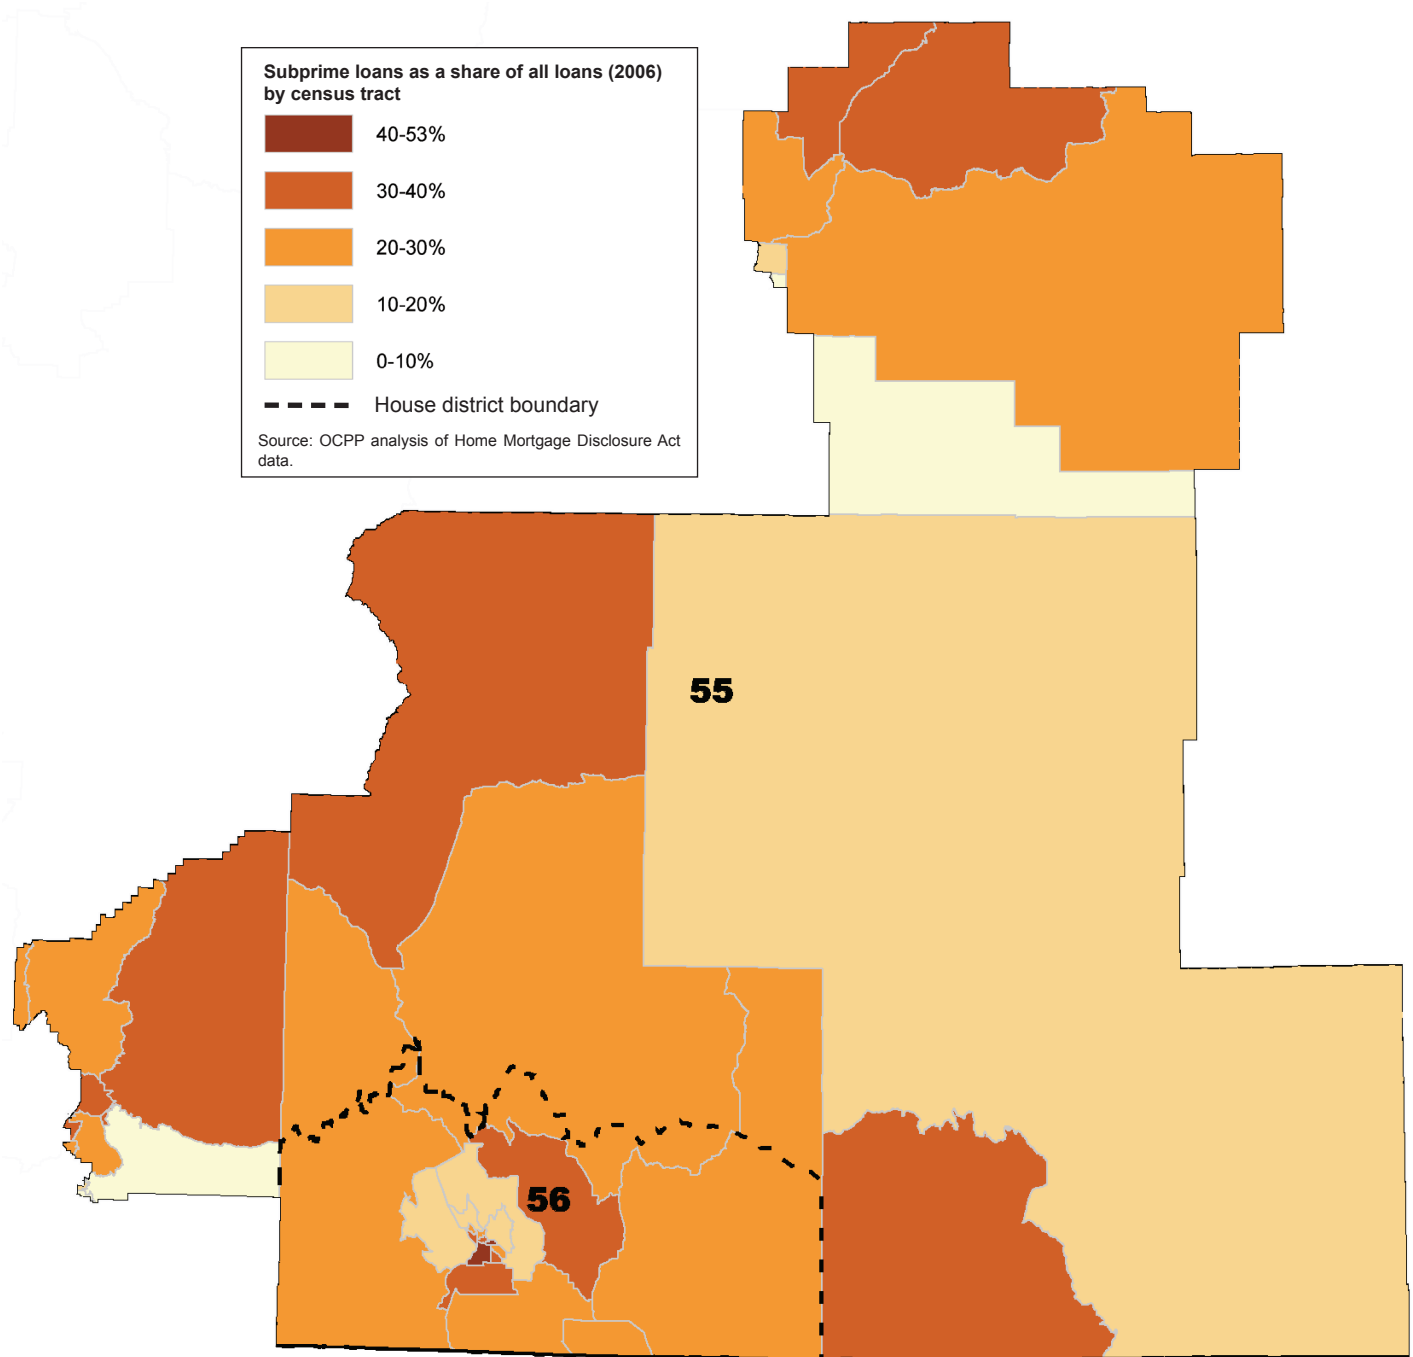 Subprime loans as a share of all loans (2006)
by census tract
40-53%
30-40%
20-30%
10-20%
0-10%
House district boundary
Source: OCPP analysis of Home Mortgage Disclosure Act
data.
55
56